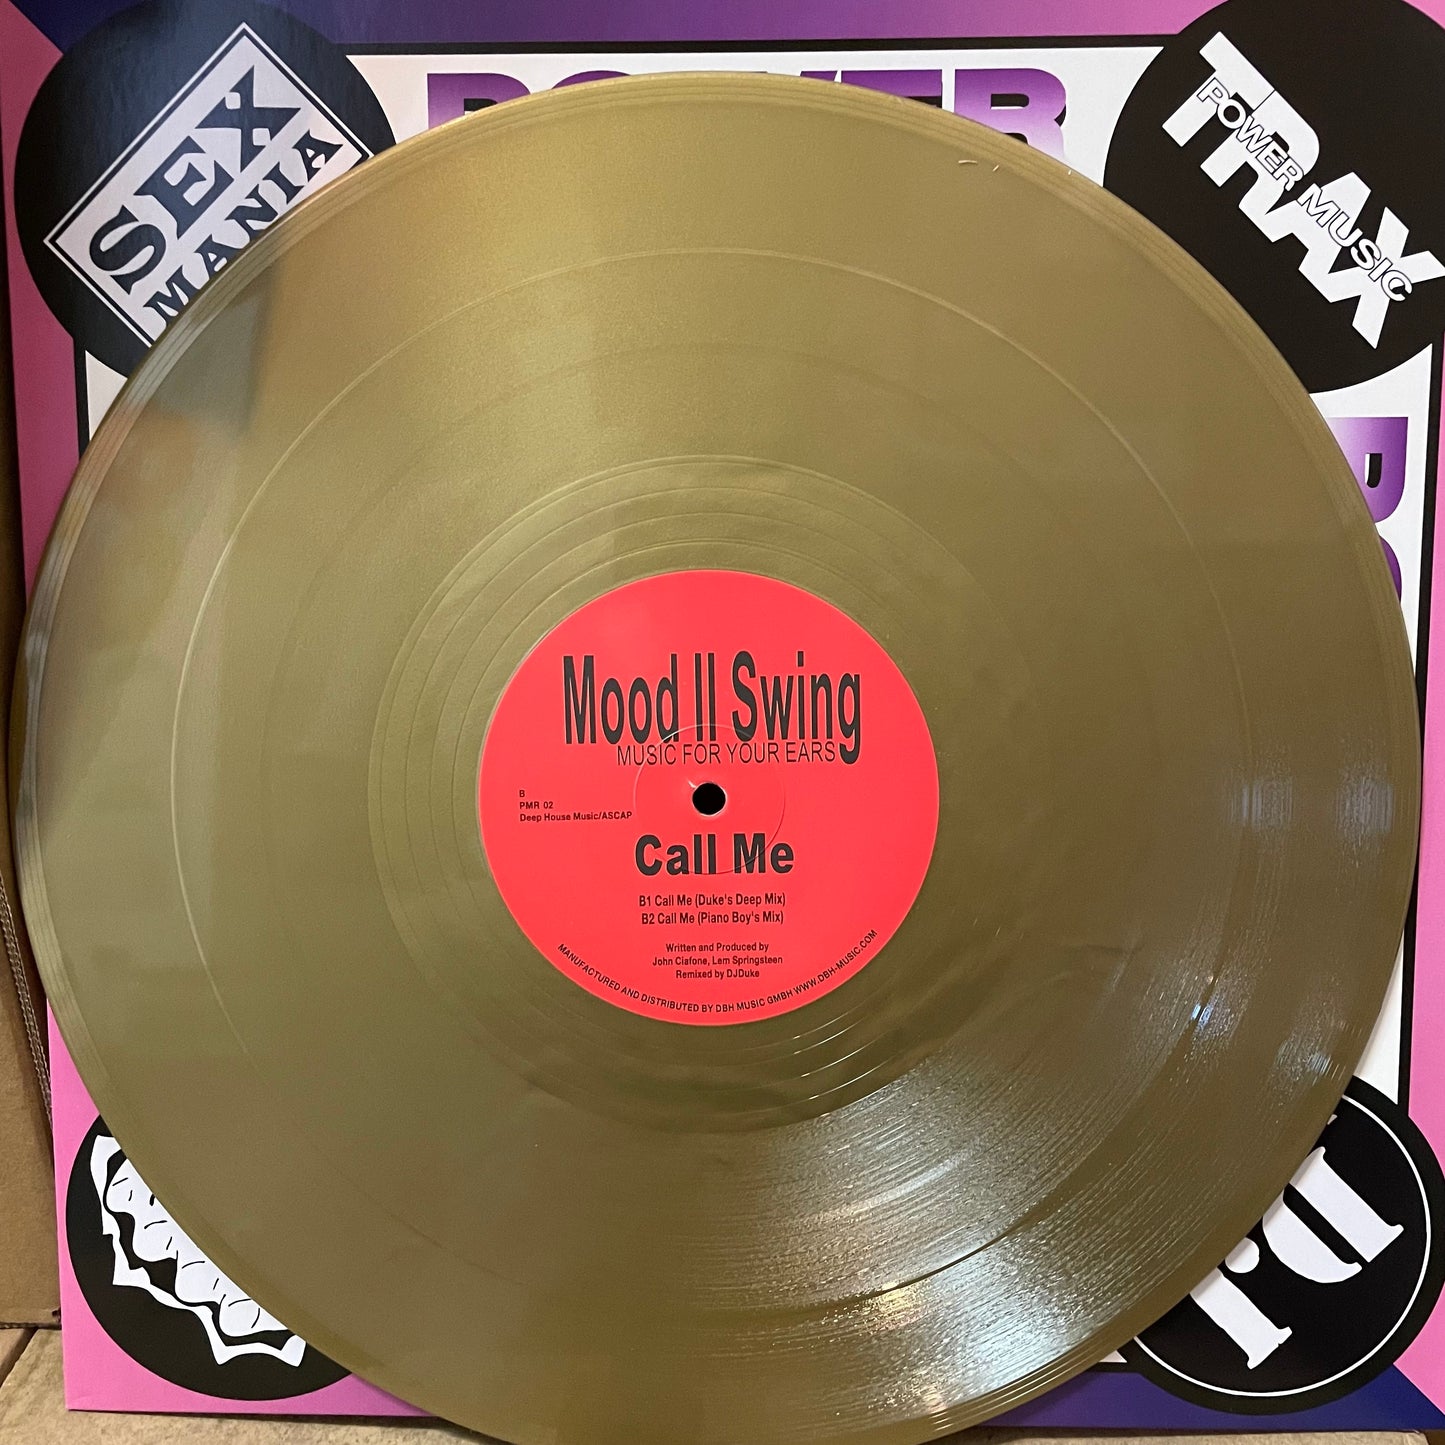 SEX
MANIA
POWER
TRAX
POWER MUSIC
Mood II Swing
MUSIC FOR YOUR EARS
B
PMR 02
Deep House Music/ASCAP
Call Me
B1 Call Me (Duke's Deep Mix)
B2 Call Me (Piano Boy's Mix)
Written and Produced by
John Ciafone, Lem Springsteen
Remixed by DJDuke
MANUFACTURED AND DISTRIBUTED BY DBH MUSIC GMBH WWW.DBH-MUSIC.COM